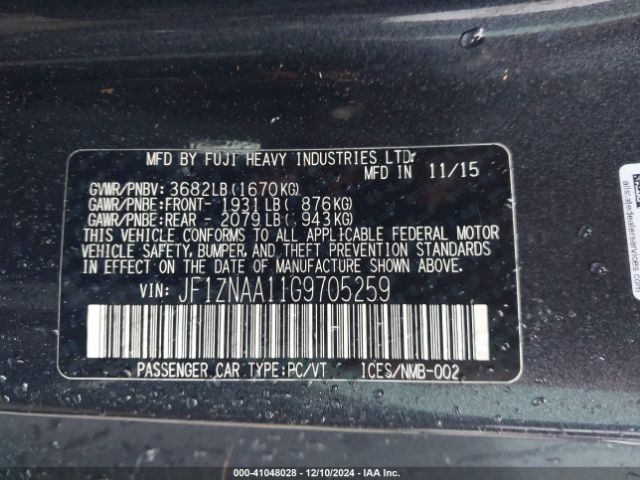 MFD BY FUJI HEAVY INDUSTRIES LTD.
MFD IN 11/15
GVWR/PNBV: 3682LB(1670KG)
GAWR/PNBE:FRONT- 1931LB( 876KG)
GAWR/PNBE:REAR - 2079LB( 943KG)
THIS VEHICLE CONFORMS TO ALL APPLICABLE FEDERAL MOTOR
VEHICLE SAFETY, BUMPER, AND THEFT PREVENTION STANDARDS
IN EFFECT ON THE DATE OF MANUFACTURE SHOWN ABOVE.
VIN: JF1ZNAA11G9705259
PASSENGER CAR TYPE:PC/VT ICES/NMB-002
000-41048028 - 12/10/2024 - IAA Inc.